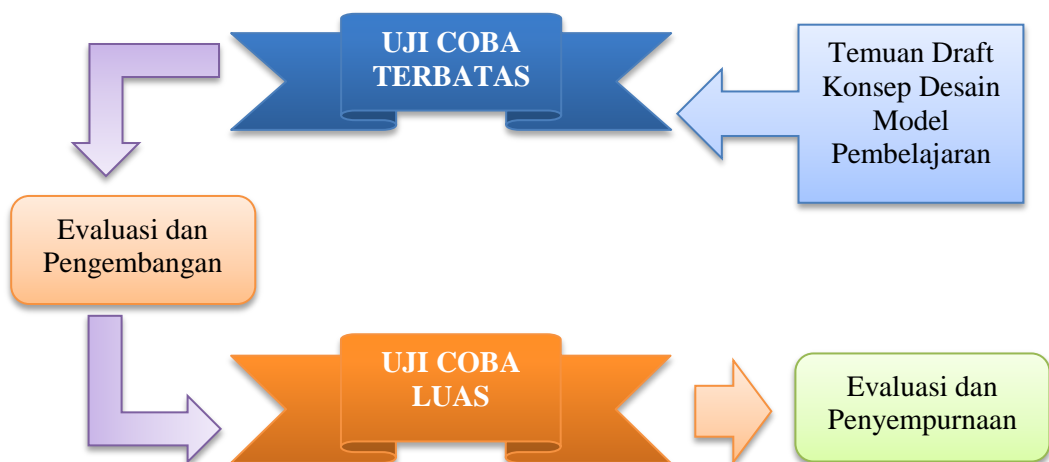 UJI COBA
TERBATAS
Temuan Draft
Konsep Desain
Model
Pembelajaran
Evaluasi dan
Pengembangan
UJI COBA
LUAS
Evaluasi dan
Penyempurnaan